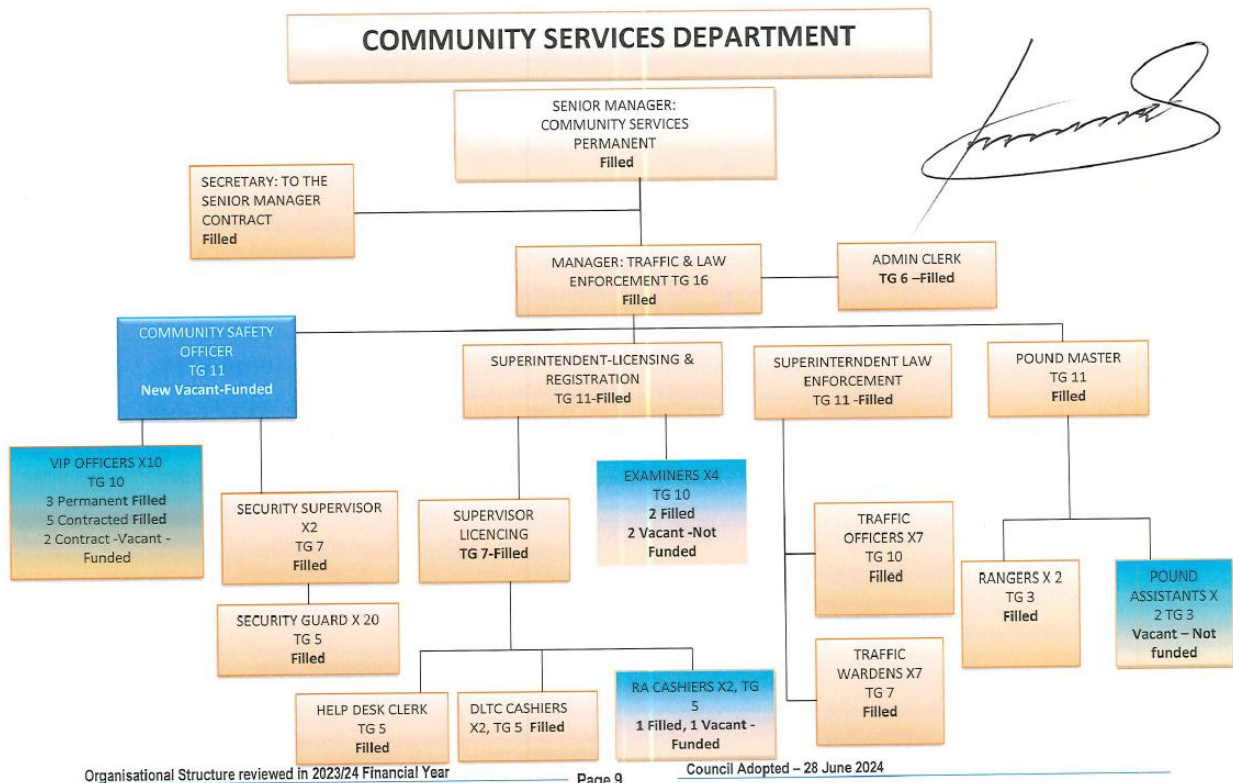 COMMUNITY SERVICES DEPARTMENT
SENIOR MANAGER:
COMMUNITY SERVICES
PERMANENT
Filled
SECRETARY: TO THE
SENIOR MANAGER
CONTRACT
Filled
MANAGER: TRAFFIC & LAW
ENFORCEMENT TG 16
Filled
ADMIN CLERK
TG 6 –Filled
COMMUNITY SAFETY
OFFICER
TG 11
New Vacant-Funded
SUPERINTENDENT-LICENSING &
REGISTRATION
TG 11-Filled
SUPERINTERNDENT LAW
ENFORCEMENT
TG 11 -Filled
POUND MASTER
TG 11
Filled
VIP OFFICERS X10
TG 10
3 Permanent Filled
5 Contracted Filled
2 Contract -Vacant -
Funded
SECURITY SUPERVISOR
X2
TG 7
Filled
SECURITY GUARD X 20
TG 5
Filled
SUPERVISOR
LICENCING
TG 7-Filled
EXAMINERS X4
TG 10
2 Filled
2 Vacant -Not
Funded
TRAFFIC
OFFICERS X7
TG 10
Filled
TRAFFIC
WARDENS X7
TG 7
Filled
RANGERS X 2
TG 3
Filled
POUND
ASSISTANTS X
2 TG 3
Vacant – Not
funded
HELP DESK CLERK
TG 5
Filled
DLTC CASHIERS
X2, TG 5 Filled
RA CASHIERS X2, TG
5
1 Filled, 1 Vacant -
Funded
Organisational Structure reviewed in 2023/24 Financial Year
Page 9
Council Adopted – 28 June 2024